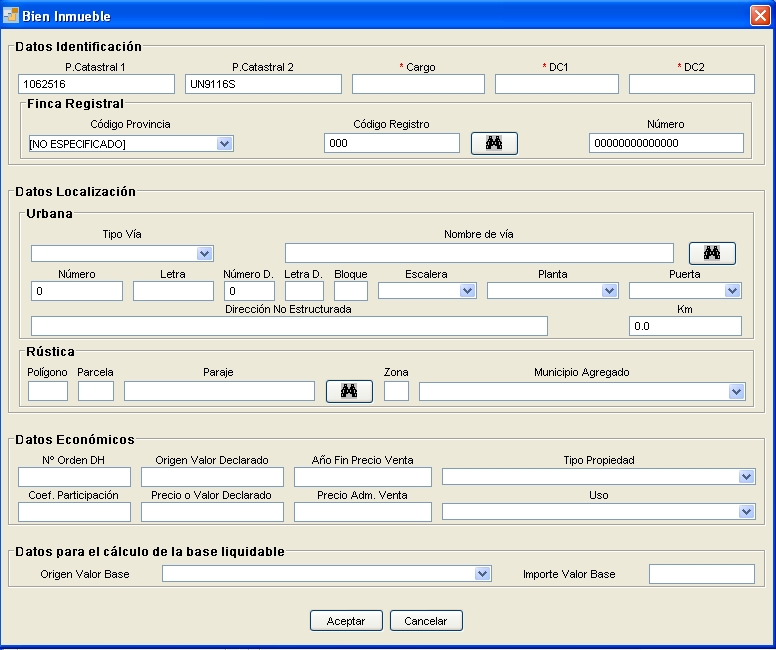 Bien Inmueble
Datos Identificación
P.Catastral 1 P.Catastral 2 * Cargo * DC1 * DC2
1062516 UN9116S
Finca Registral
Código Provincia Código Registro Número
[NO ESPECIFICADO] 000 00000000000000
Datos Localización
Urbana
Tipo Vía Nombre de vía
Número Letra Número D. Letra D. Bloque Escalera Planta Puerta
0 0
Dirección No Estructurada Km
0.0
Rústica
Polígono Parcela Paraje Zona Municipio Agregado
Datos Económicos
Nº Orden DH Origen Valor Declarado Año Fin Precio Venta Tipo Propiedad
Coef. Participación Precio o Valor Declarado Precio Adm. Venta Uso
Datos para el cálculo de la base liquidable
Origen Valor Base Importe Valor Base
Aceptar Cancelar